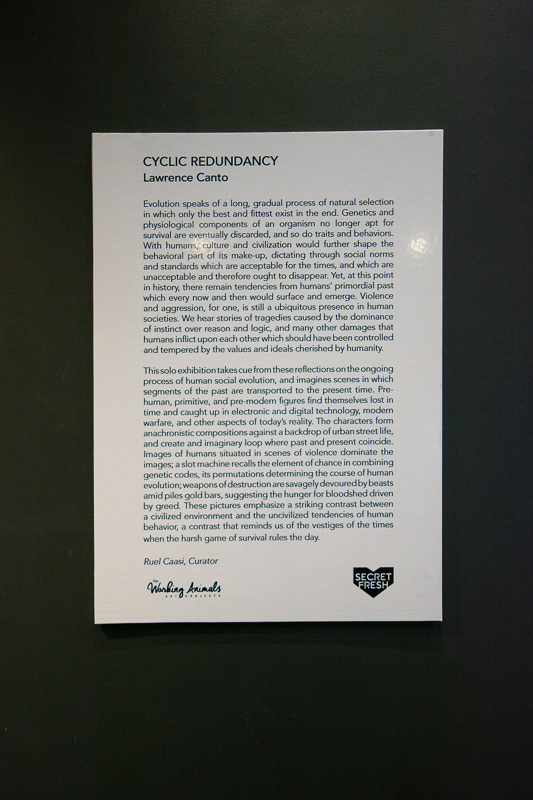 CYCLIC REDUNDANCY
Lawrence Canto
Evolution speaks of a long, gradual process of natural selection
in which only the best and fittest exist in the end. Genetics and
physiological components of an organism no longer apt for
survival are eventually discarded, and so do traits and behaviors.
With humans, culture and civilization would further shape the
behavioral part of its make-up, dictating through social norms
and standards which are acceptable for the times, and which are
unacceptable and therefore ought to disappear. Yet, at this point
in history, there remain tendencies from humans' primordial past
which every now and then would surface and emerge. Violence
and aggression, for one, is still a ubiquitous presence in human
societies. We hear stories of tragedies caused by the dominance
of instinct over reason and logic, and many other damages that
humans inflict upon each other which should have been controlled
and tempered by the values and ideals cherished by humanity.
This solo exhibition takes cue from these reflections on the ongoing
process of human social evolution, and imagines scenes in which
segments of the past are transported to the present time. Pre-
human, primitive, and pre-modern figures find themselves lost in
time and caught up in electronic and digital technology, modern
warfare, and other aspects of today's reality. The characters form
anachronistic compositions against a backdrop of urban street life,
and create and imaginary loop where past and present coincide.
Images of humans situated in scenes of violence dominate the
images; a slot machine recalls the element of chance in combining
genetic codes, its permutations determining the course of human
evolution; weapons of destruction are savagely devoured by beasts
amid piles gold bars, suggesting the hunger for bloodshed driven
by greed. These pictures emphasize a striking contrast between
a civilized environment and the uncivilized tendencies of human
behavior, a contrast that reminds us of the vestiges of the times
when the harsh game of survival rules the day.
Ruel Caasi, Curator
The Working Animals
ART PROJECTS
SECRET
FRESH